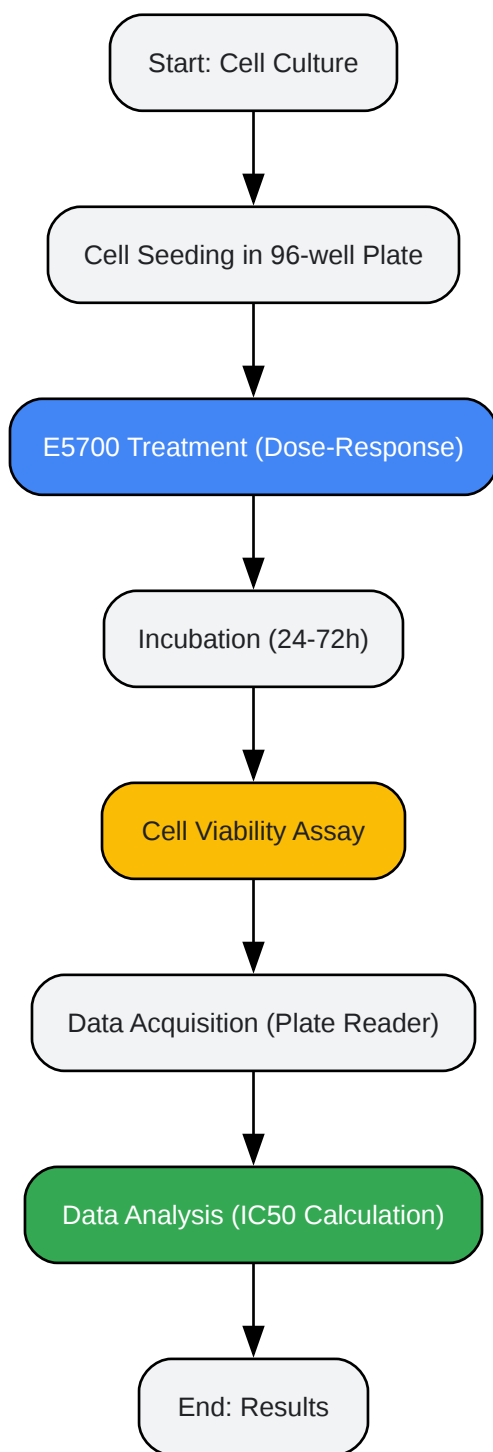 Start: Cell Culture
Cell Seeding in 96-well Plate
E5700 Treatment (Dose-Response)
Incubation (24-72h)
Cell Viability Assay
Data Acquisition (Plate Reader)
Data Analysis (IC50 Calculation)
End: Results